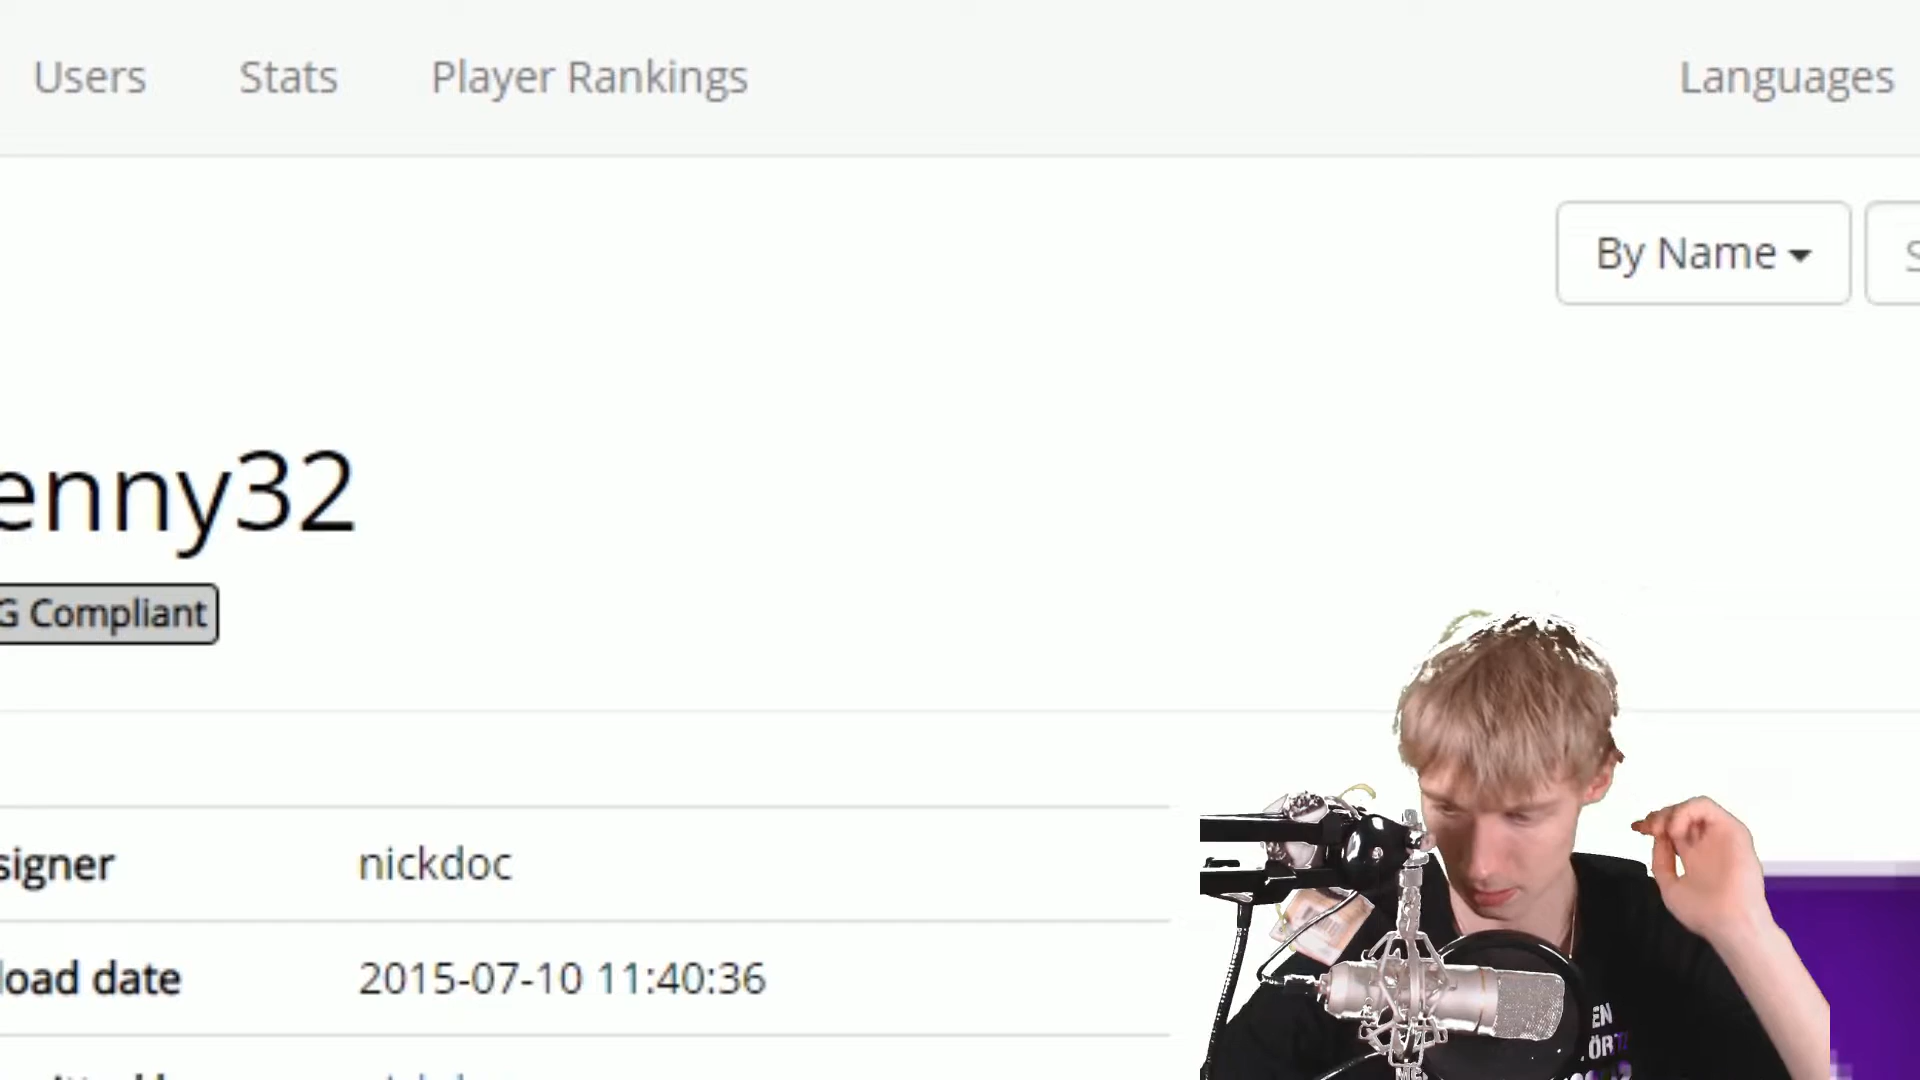 Users Stats Player Rankings Languages
By Name
enny32
G Compliant
signer nickdoc
load date 2015-07-10 11:40:36
EN